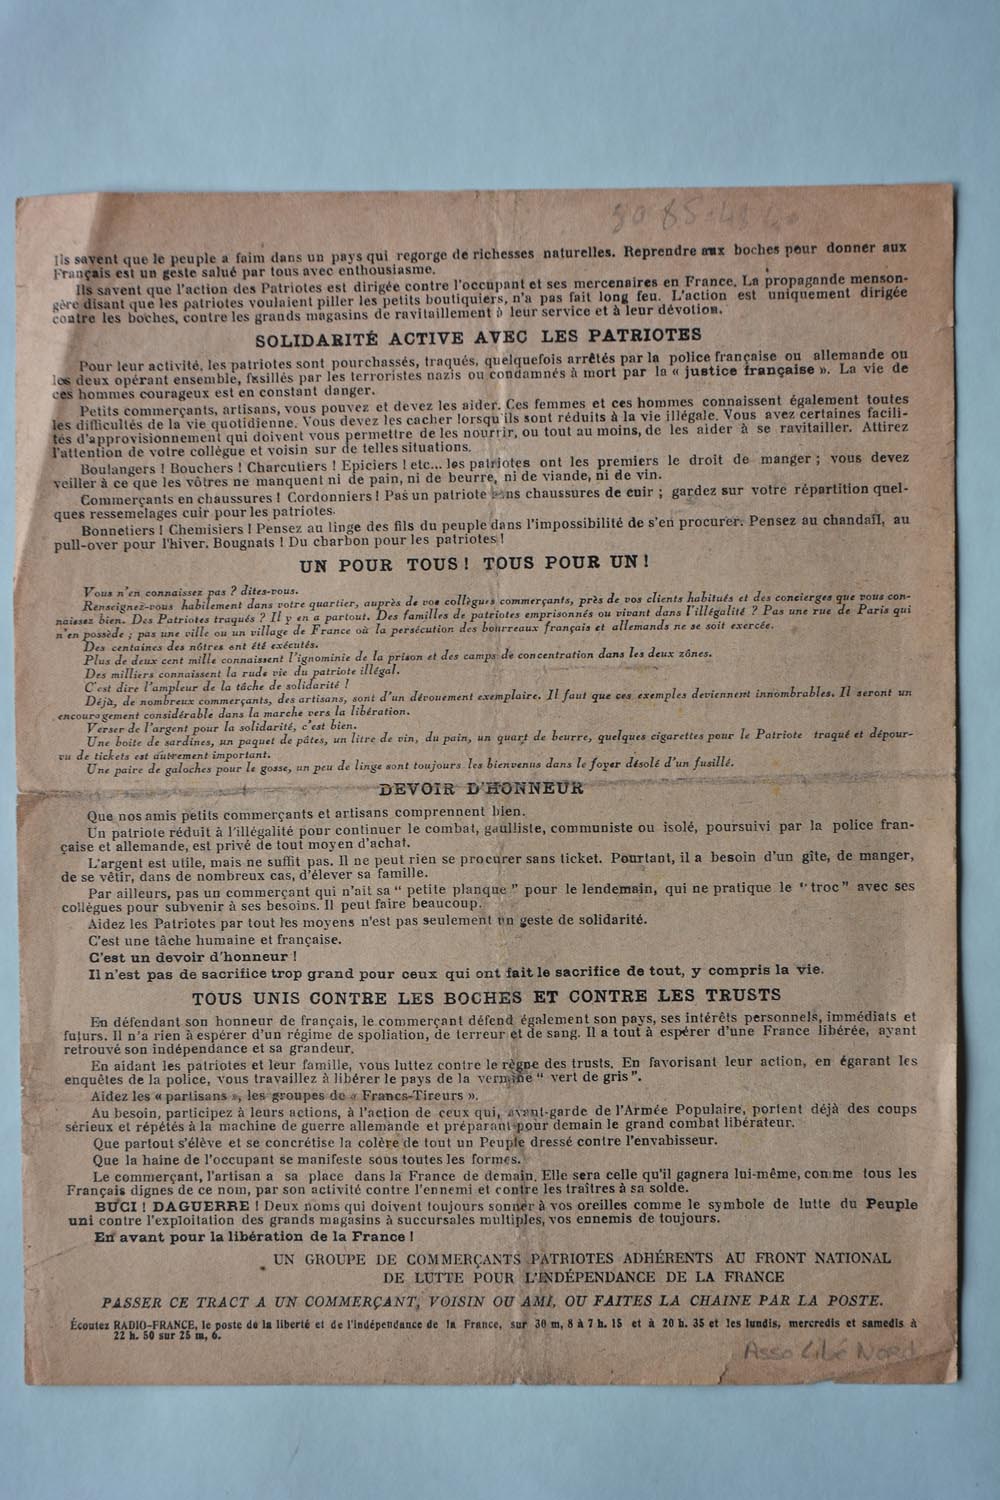 Ils savent que le peuple a faim dans un pays qui regorge de richesses naturelles. Reprendre aux boches pour donner aux
Français est un geste salué par tous avec enthousiasme.
Ils savent que l'action des Patriotes est dirigée contre l'occupant et ses mercenaires en France. La propagande menson-
gère disant que les patriotes voulaient piller les petits boutiquiers, n'a pas fait long feu. L'action est uniquement dirigée
contre les boches, contre les grands magasins de ravitaillement à leur service et à leur dévotion.
SOLIDARITÉ ACTIVE AVEC LES PATRIOTES
Pour leur activité, les patriotes sont pourchassés, traqués, quelquefois arrêtés par la police française ou allemande ou
les deux opérant ensemble, fxsillés par les terroristes nazis ou condamnés à mort par la « justice française ». La vie de
ces hommes courageux est en constant danger.
Petits commerçants, artisans, vous pouvez et devez les aider. Ces femmes et ces hommes connaissent également toutes
les difficultés de la vie quotidienne. Vous devez les cacher lorsqu'ils sont réduits à la vie illégale. Vous avez certaines facili-
tés d'approvisionnement qui doivent vous permettre de les nourrir, ou tout au moins, de les aider à se ravitailler. Attirez
l'attention de votre collègue et voisin sur de telles situations.
Boulangers ! Bouchers ! Charcutiers ! Epiciers ! etc... les patriotes ont les premiers le droit de manger ; vous devez
veiller à ce que les vôtres ne manquent ni de pain, ni de beurre, ni de viande, ni de vin.
Commerçants en chaussures ! Cordonniers ! Pas un patriote sans chaussures de cuir ; gardez sur votre répartition quel-
ques ressemelages cuir pour les patriotes.
Bonnetiers ! Chemisiers ! Pensez au linge des fils du peuple dans l'impossibilité de s'en procurer. Pensez au chandail, au
pull-over pour l'hiver. Bougnats ! Du charbon pour les patriotes !
UN POUR TOUS ! TOUS POUR UN !
Vous n'en connaissez pas ? dites-vous.
Renseignez-vous habilement dans votre quartier, auprès de vos collègues commerçants, près de vos clients habitués et des concierges que vous con-
naissez bien. Des Patriotes traqués ? Il y en a partout. Des familles de patriotes emprisonnés ou vivant dans l'illégalité ? Pas une rue de Paris qui
n'en possède ; pas une ville ou un village de France où la persécution des bourreaux français et allemands ne se soit exercée.
Des centaines des nôtres ont été exécutés.
Plus de deux cent mille connaissent l'ignominie de la prison et des camps de concentration dans les deux zônes.
Des milliers connaissent la rude vie du patriote illégal.
C'est dire l'ampleur de la tâche de solidarité !
Déjà, de nombreux commerçants, des artisans, sont d'un dévouement exemplaire. Il faut que ces exemples deviennent innombrables. Il seront un
encouragement considérable dans la marche vers la libération.
Verser de l'argent pour la solidarité, c'est bien.
Une boite de sardines, un paquet de pâtes, un litre de vin, du pain, un quart de beurre, quelques cigarettes pour le Patriote traqué et dépour-
vu de tickets est autrement important.
Une paire de galoches pour le gosse, un peu de linge sont toujours les bienvenus dans le foyer désolé d'un fusillé.
DEVOIR D'HONNEUR
Que nos amis petits commerçants et artisans comprennent bien.
Un patriote réduit à l'illégalité pour continuer le combat, gaulliste, communiste ou isolé, poursuivi par la police fran-
çaise et allemande, est privé de tout moyen d'achat.
L'argent est utile, mais ne suffit pas. Il ne peut rien se procurer sans ticket. Pourtant, il a besoin d'un gîte, de manger,
de se vêtir, dans de nombreux cas, d'élever sa famille.
Par ailleurs, pas un commerçant qui n'ait sa “ petite planque ” pour le lendemain, qui ne pratique le “ troc ” avec ses
collègues pour subvenir à ses besoins. Il peut faire beaucoup.
Aidez les Patriotes par tout les moyens n'est pas seulement un geste de solidarité.
C'est une tâche humaine et française.
C'est un devoir d'honneur !
Il n'est pas de sacrifice trop grand pour ceux qui ont fait le sacrifice de tout, y compris la vie.
TOUS UNIS CONTRE LES BOCHES ET CONTRE LES TRUSTS
En défendant son honneur de français, le commerçant défend également son pays, ses intérêts personnels, immédiats et
futurs. Il n'a rien à espérer d'un régime de spoliation, de terreur et de sang. Il a tout à espérer d'une France libérée, ayant
retrouvé son indépendance et sa grandeur.
En aidant les patriotes et leur famille, vous luttez contre le règne des trusts. En favorisant leur action, en égarant les
enquêtes de la police, vous travaillez à libérer le pays de la vermine “ vert de gris ”.
Aidez les « partisans », les groupes de « Francs-Tireurs ».
Au besoin, participez à leurs actions, à l'action de ceux qui, avant-garde de l'Armée Populaire, portent déjà des coups
sérieux et répétés à la machine de guerre allemande et préparant pour demain le grand combat libérateur.
Que partout s'élève et se concrétise la colère de tout un Peuple dressé contre l'envahisseur.
Que la haine de l'occupant se manifeste sous toutes les formes.
Le commerçant, l'artisan a sa place dans la France de demain. Elle sera celle qu'il gagnera lui-même, comme tous les
Français dignes de ce nom, par son activité contre l'ennemi et contre les traîtres à sa solde.
BUCI ! DAGUERRE ! Deux noms qui doivent toujours sonner à vos oreilles comme le symbole de lutte du Peuple
uni contre l'exploitation des grands magasins à succursales multiples, vos ennemis de toujours.
En avant pour la libération de la France !
UN GROUPE DE COMMERÇANTS PATRIOTES ADHÉRENTS AU FRONT NATIONAL
DE LUTTE POUR L'INDÉPENDANCE DE LA FRANCE
PASSER CE TRACT A UN COMMERÇANT, VOISIN OU AMI, OU FAITES LA CHAINE PAR LA POSTE.
Écoutez RADIO-FRANCE, le poste de la liberté et de l'indépendance de la France, sur 30 m, 8 à 7 h. 15 et à 20 h. 35 et les lundis, mercredis et samedis à
22 h. 50 sur 25 m, 6.
Asso Libé Nord